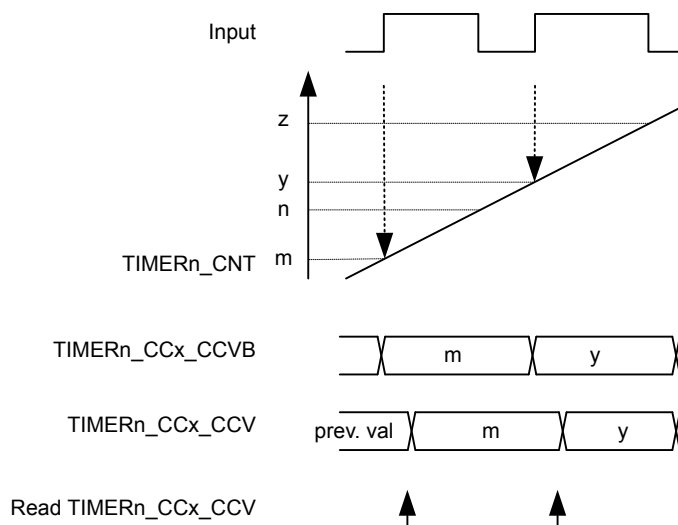 Input
z
y
n
TIMERn_CNT m
TIMERn_CCx_CCVB m y
TIMERn_CCx_CCV prev. val m y
Read TIMERn_CCx_CCV